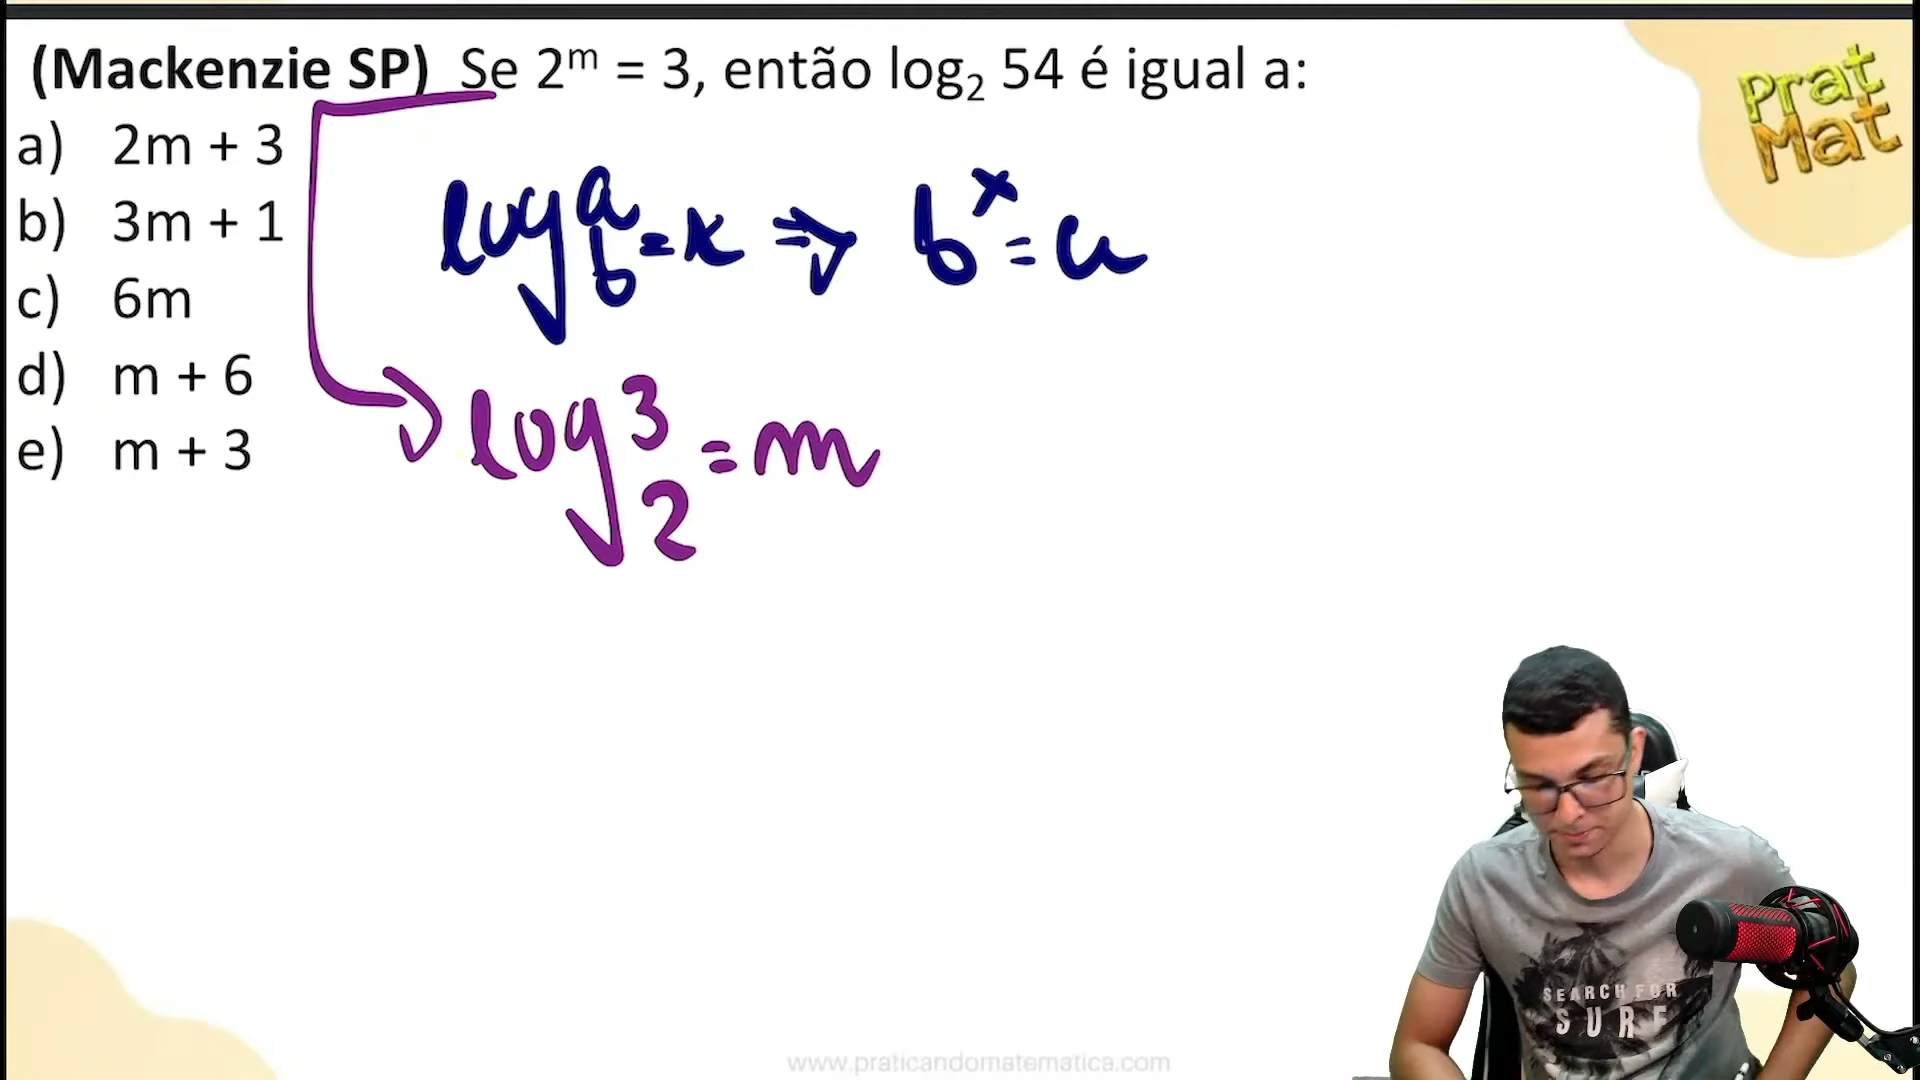 (Mackenzie SP) Se 2ᵐ = 3, então log₂ 54 é igual a:
a) 2m + 3
b) 3m + 1
c) 6m
d) m + 6
e) m + 3
log_b a = x ⇒ bˣ = a
log₂ 3 = m
Prat
Mat
SEARCH FOR
SURF
www.praticandomatematica.com